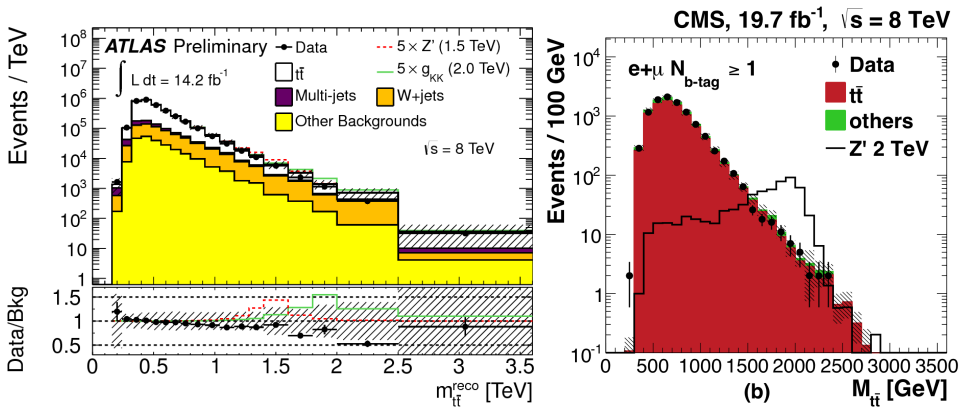 ATLAS Preliminary
∫ L dt = 14.2 fb⁻¹
Data
tt̄
Multi-jets
Other Backgrounds
5 × Z' (1.5 TeV)
5 × g_KK (2.0 TeV)
W+jets
√s = 8 TeV
Events / TeV
10⁸
10⁷
10⁶
10⁵
10⁴
10³
10²
10
1
Data/Bkg
1.5
1
0.5
0 0.5 1.0 1.5 2.0 2.5 3.0 3.5
m_tt̄^reco [TeV]
CMS, 19.7 fb⁻¹, √s = 8 TeV
e+μ N_b-tag ≥ 1
Data
tt̄
others
Z' 2 TeV
Events / 100 GeV
10⁴
10³
10²
10
1
10⁻¹
0 500 1000 1500 2000 2500 3000 3500
(b) M_tt̄ [GeV]